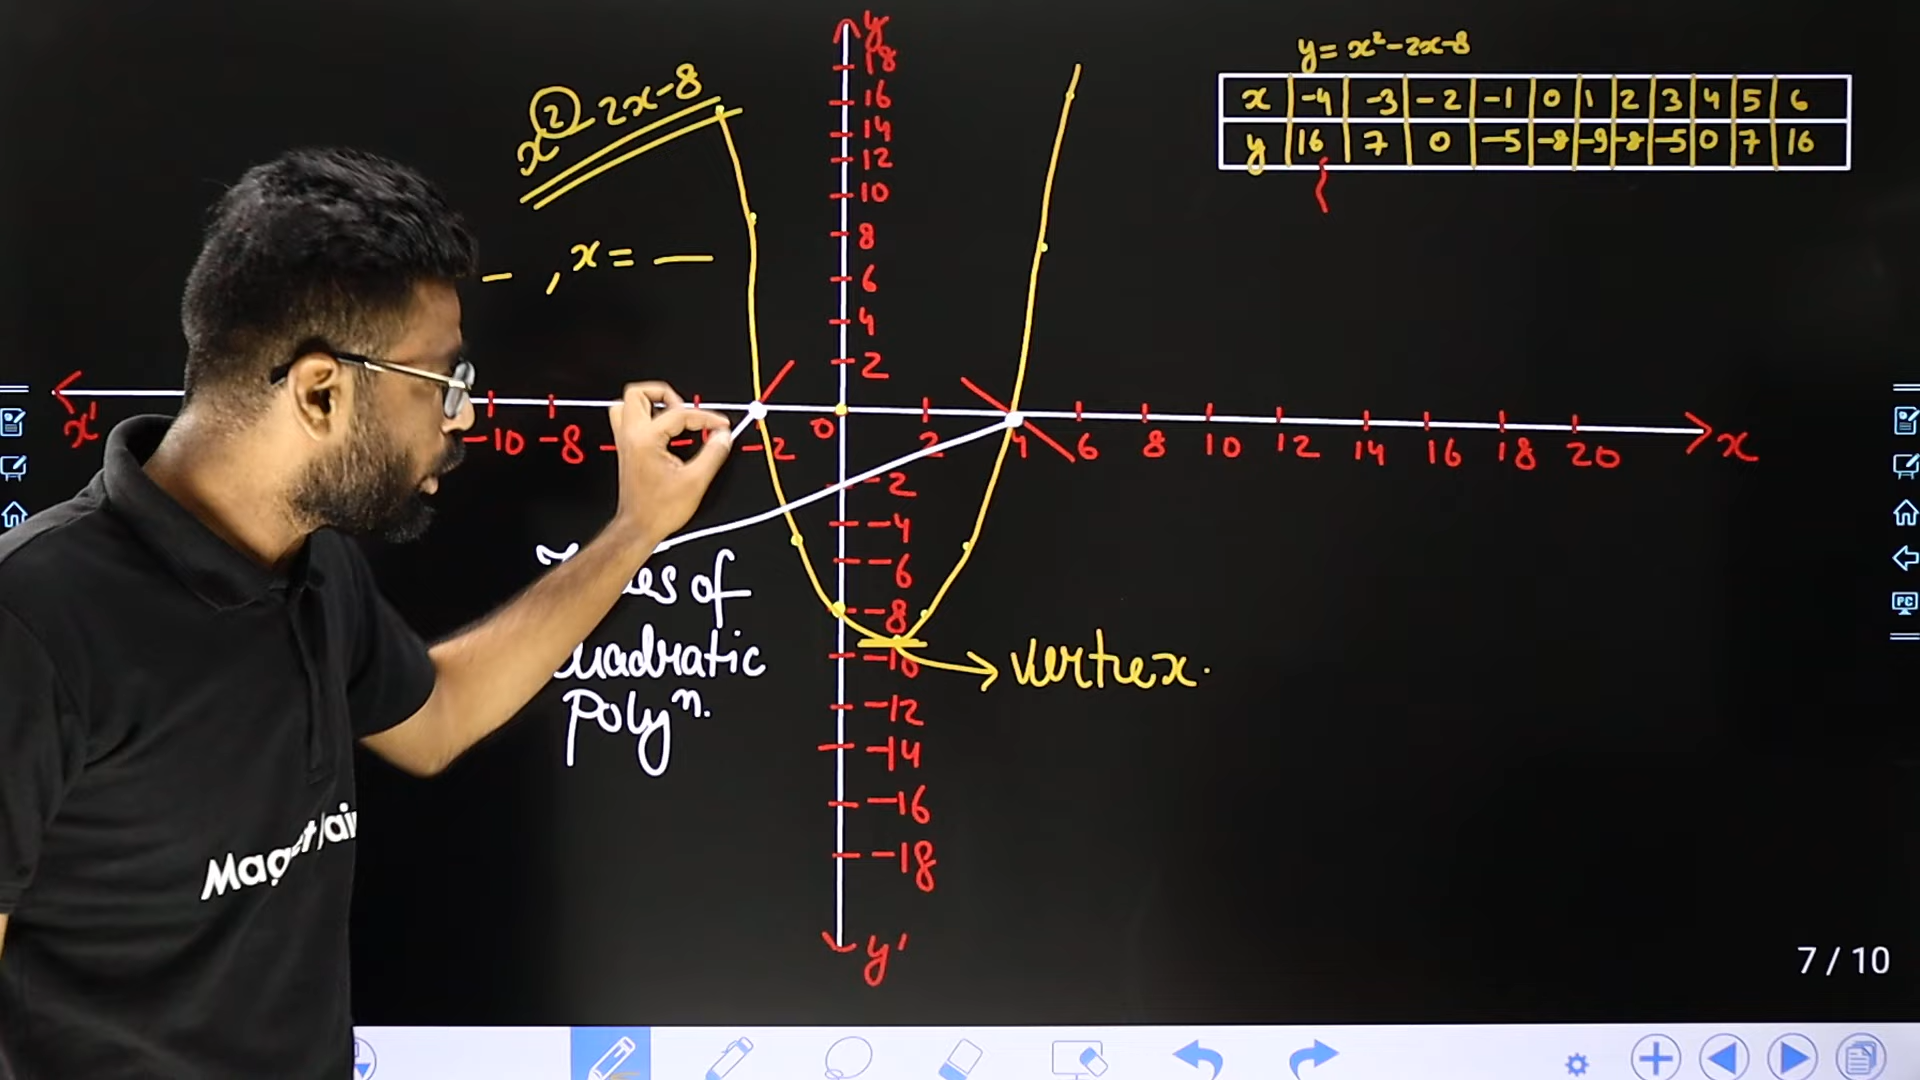 y = x² - 2x - 8
x -4 -3 -2 -1 0 1 2 3 4 5 6
y 16 7 0 -5 -8 -9 -8 -5 0 7 16
x² - 2x - 8
- , x = —
y
18
16
14
12
10
8
6
4
2
x' -10 -8 -2 0 2 4 6 8 10 12 14 16 18 20 x
-2
-4
-6
-8
-10
-12
-14
-16
-18
y'
of
Polyⁿ.
vertex.
7 / 10
PC